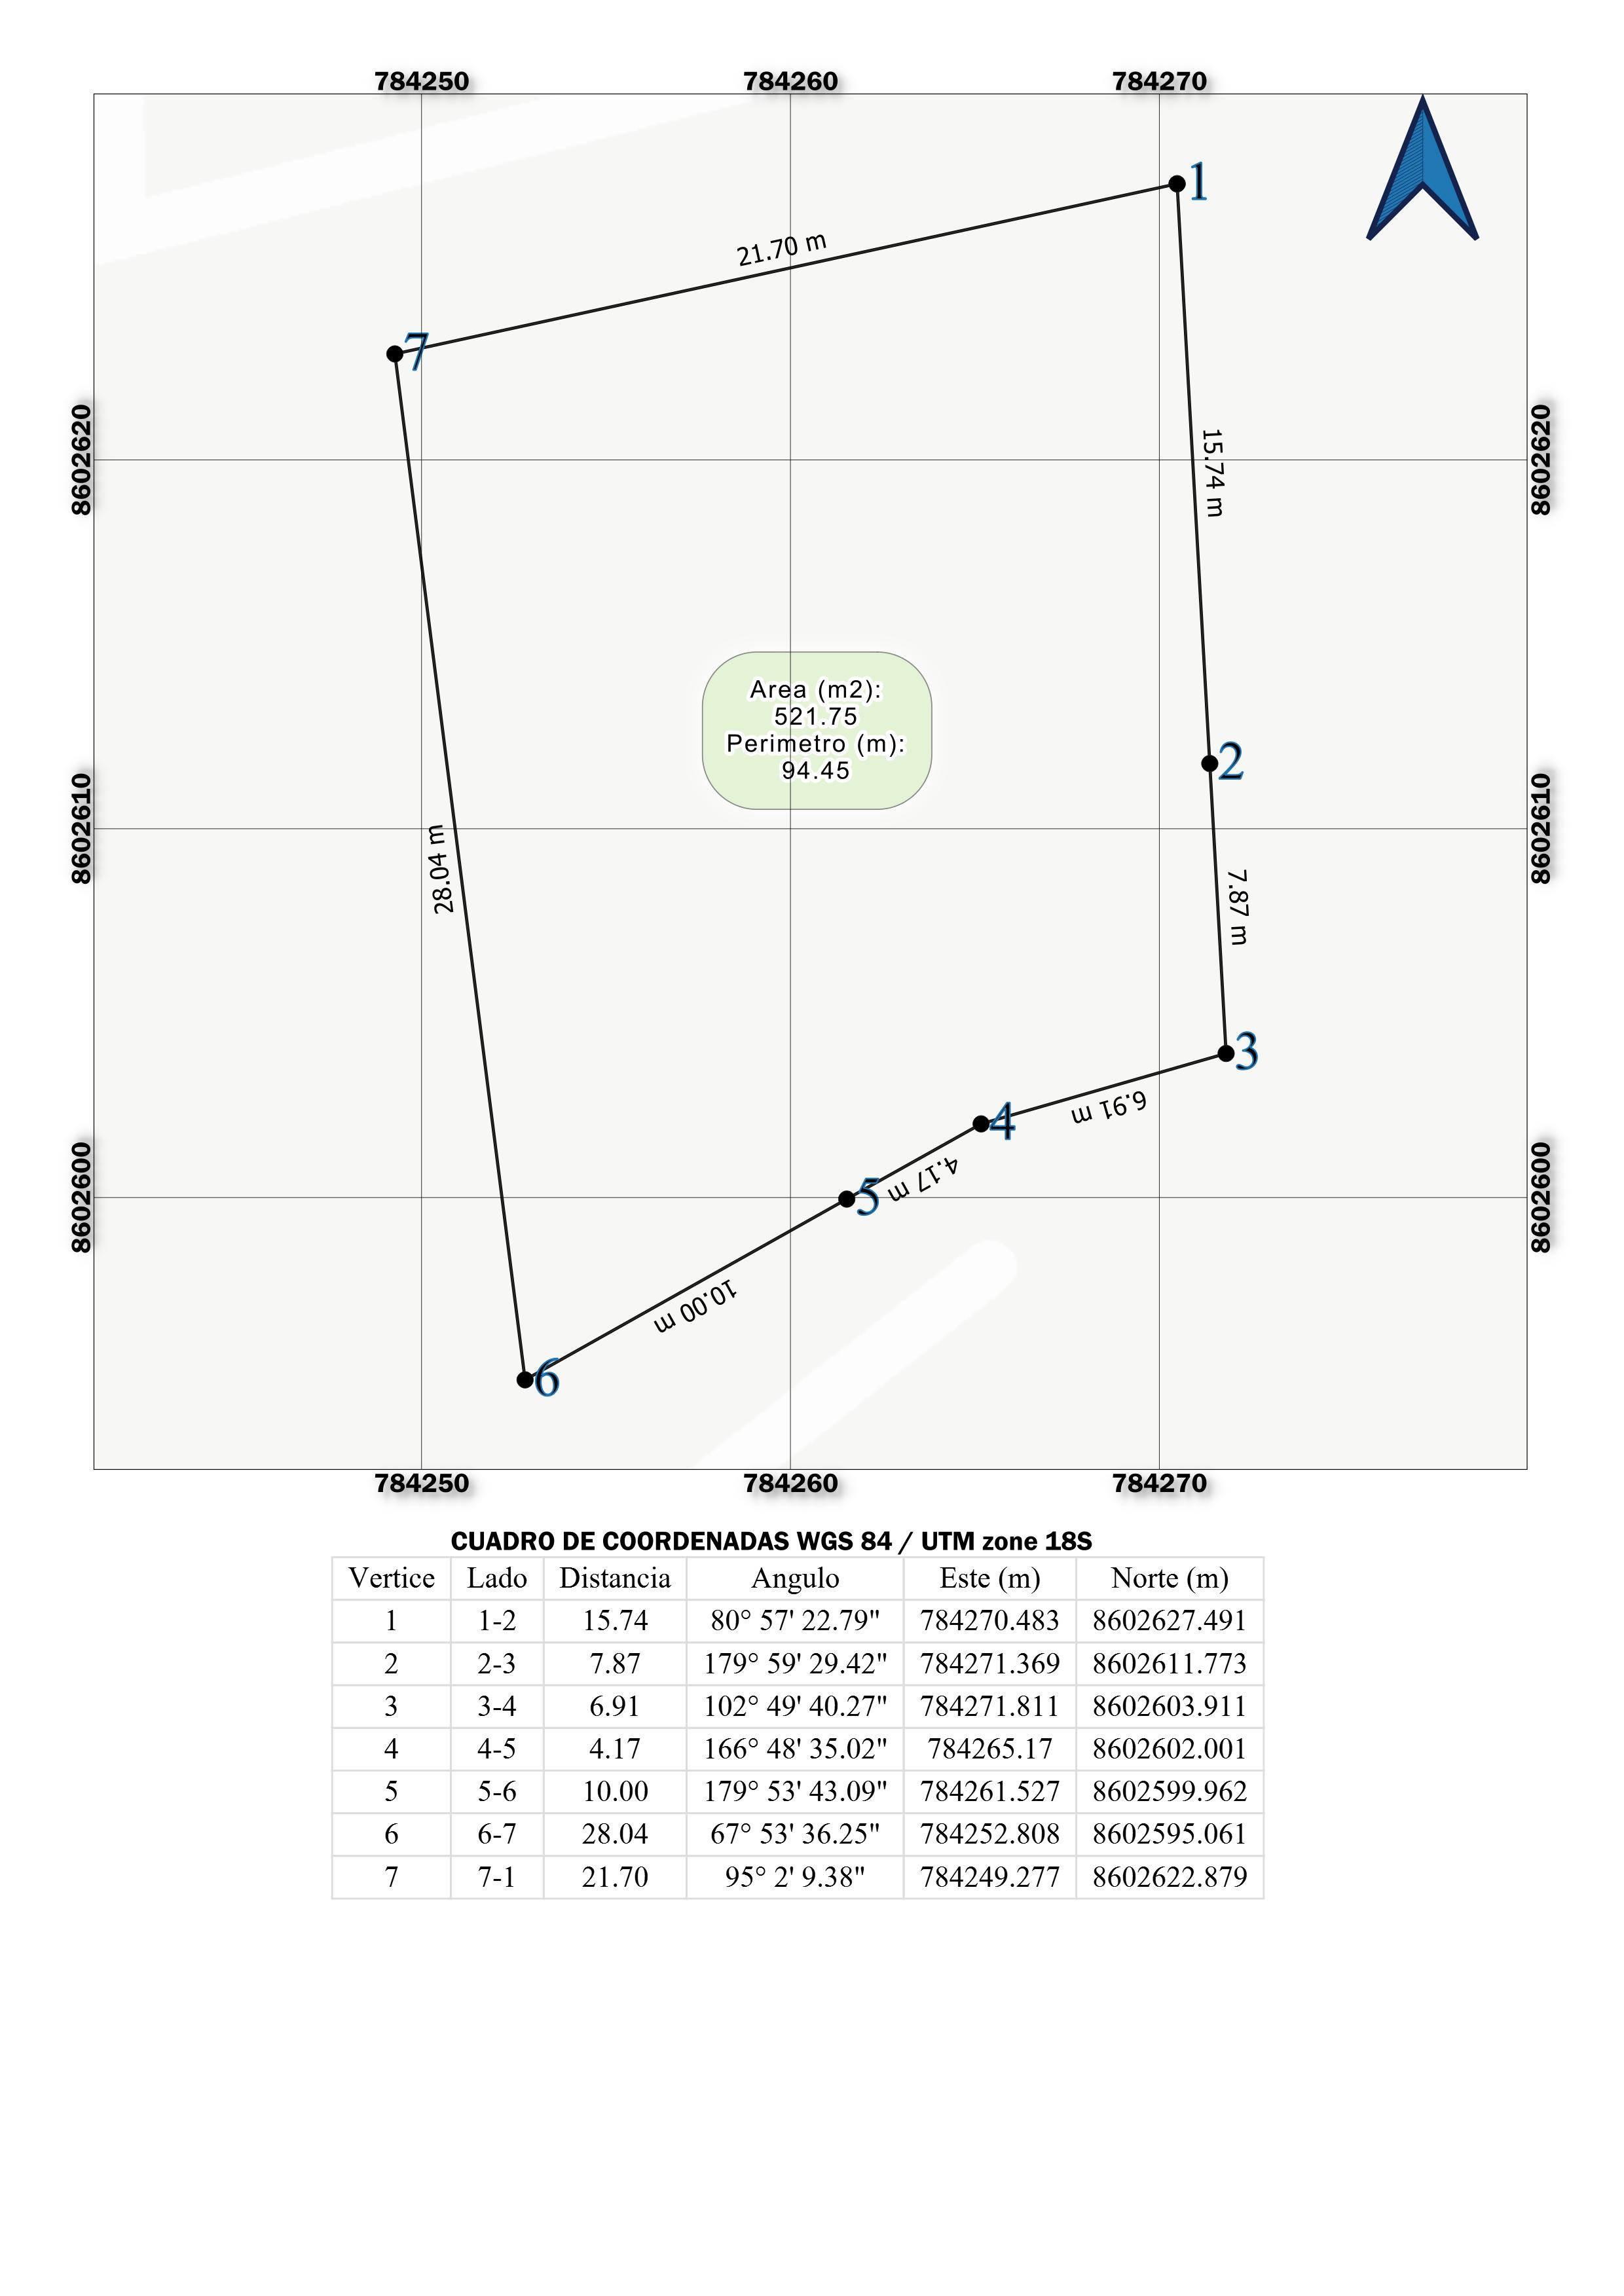 784250 784260 784270
1
21.70 m
7
8602620 8602620
15.74 m
Area (m2):
521.75
Perimetro (m):
94.45
2
8602610 8602610
28.04 m
7.87 m
3
6.91 m
4
4.17 m
5
8602600 8602600
10.00 m
6
784250 784260 784270
CUADRO DE COORDENADAS WGS 84 / UTM zone 18S
Vertice Lado Distancia Angulo Este (m) Norte (m)
1 1-2 15.74 80° 57' 22.79" 784270.483 8602627.491
2 2-3 7.87 179° 59' 29.42" 784271.369 8602611.773
3 3-4 6.91 102° 49' 40.27" 784271.811 8602603.911
4 4-5 4.17 166° 48' 35.02" 784265.17 8602602.001
5 5-6 10.00 179° 53' 43.09" 784261.527 8602599.962
6 6-7 28.04 67° 53' 36.25" 784252.808 8602595.061
7 7-1 21.70 95° 2' 9.38" 784249.277 8602622.879